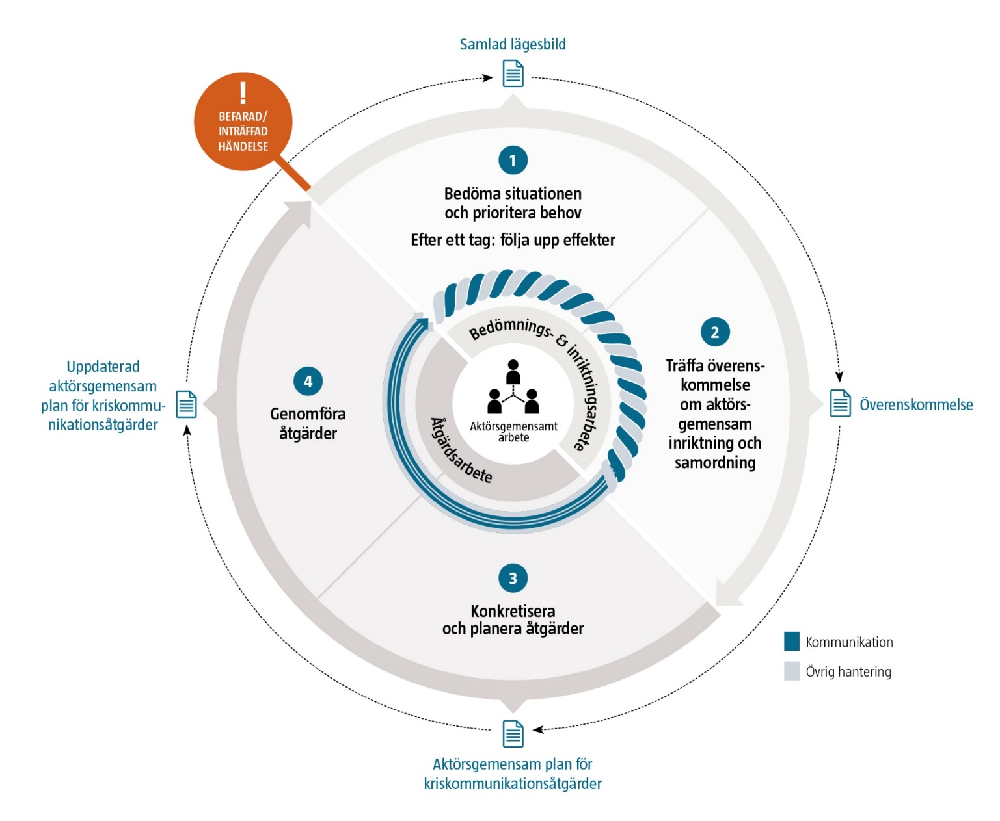 Samlad lägesbild
!
BEFARAD/
INTRÄFFAD
HÄNDELSE
1
Bedöma situationen
och prioritera behov
Efter ett tag: följa upp effekter
2
Träffa överens-
kommelse
om aktörs-
gemensam
inriktning och
samordning
Överenskommelse
Bedömnings- & inriktningsarbete
Aktörsgemensamt
arbete
Åtgärdsarbete
4
Genomföra
åtgärder
Uppdaterad
aktörsgemensam
plan för kriskommu-
nikationsåtgärder
3
Konkretisera
och planera åtgärder
Kommunikation
Övrig hantering
Aktörsgemensam plan för
kriskommunikationsåtgärder